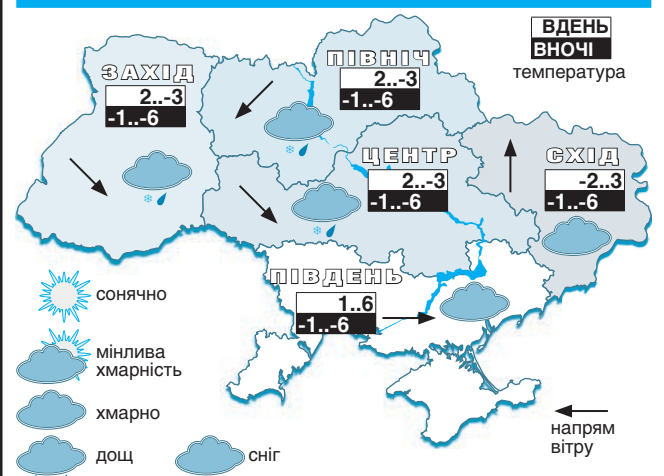 ВДЕНЬ
ВНОЧІ
температура
ЗАХІД
2..-3
-1..-6
ПІВНІЧ
2..-3
-1..-6
ЦЕНТР
2..-3
-1..-6
СХІД
-2..3
-1..-6
ПІВДЕНЬ
1..6
-1..-6
сонячно
мінлива
хмарність
хмарно
дощ
сніг
напрям
вітру